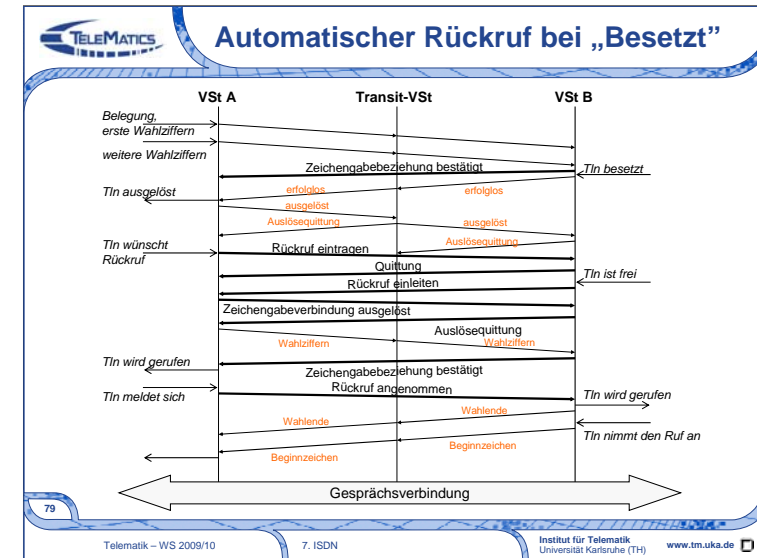 TELEMATICS
Automatischer Rückruf bei „Besetzt”
VSt A
Transit-VSt
VSt B
Belegung,
erste Wahlziffern
weitere Wahlziffern
Zeichengabebeziehung bestätigt
Tln besetzt
erfolglos
erfolglos
Tln ausgelöst
ausgelöst
Auslösequittung
ausgelöst
Auslösequittung
Tln wünscht
Rückruf
Rückruf eintragen
Quittung
Tln ist frei
Rückruf einleiten
Zeichengabeverbindung ausgelöst
Auslösequittung
Wahlziffern
Wahlziffern
Tln wird gerufen
Zeichengabebeziehung bestätigt
Rückruf angenommen
Tln meldet sich
Tln wird gerufen
Wahlende
Wahlende
Tln nimmt den Ruf an
Beginnzeichen
Beginnzeichen
Gesprächsverbindung
79
Telematik – WS 2009/10
7. ISDN
Institut für Telematik
Universität Karlsruhe (TH)
www.tm.uka.de